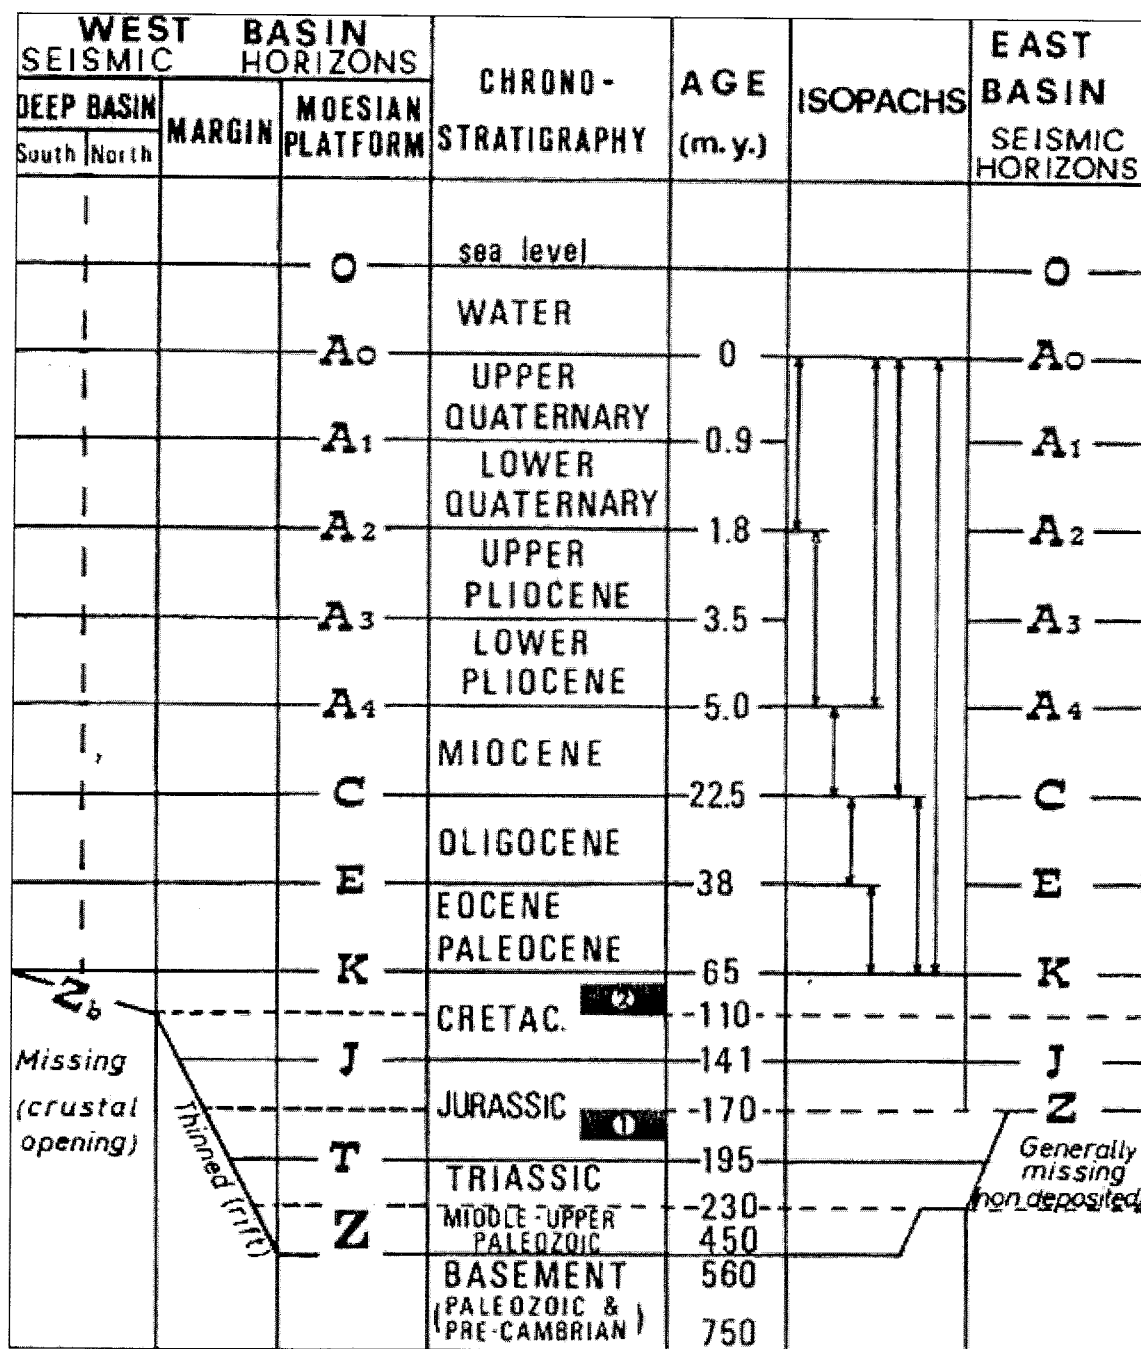 WEST BASIN
SEISMIC HORIZONS
DEEP BASIN
South North
MARGIN
MOESIAN
PLATFORM
CHRONO-
STRATIGRAPHY
AGE
(m.y.)
ISOPACHS
EAST
BASIN
SEISMIC
HORIZONS
O sea level O
WATER
A0 0 A0
UPPER
QUATERNARY
A1 0.9 A1
LOWER
QUATERNARY
A2 1.8 A2
UPPER
PLIOCENE
A3 3.5 A3
LOWER
PLIOCENE
A4 5.0 A4
MIOCENE
C 22.5 C
OLIGOCENE
E 38 E
EOCENE
PALEOCENE
K 65 K
Zb
CRETAC. 2 110
J 141 J
Missing
(crustal
opening)
Thinned (rift)
JURASSIC 1 170 Z
T 195
Generally
missing
(non deposited)
TRIASSIC
230
Z MIDDLE-UPPER
PALEOZOIC 450
BASEMENT 560
(PALEOZOIC &
PRE-CAMBRIAN) 750